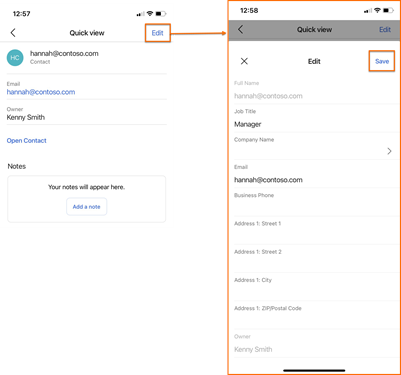 12:57
Quick view
Edit
HC
hannah@contoso.com
Contact
Email
hannah@contoso.com
Owner
Kenny Smith
Open Contact
Notes
Your notes will appear here.
Add a note
12:58
Quick view
Edit
Edit
Save
Full Name
hannah@contoso.com
Job Title
Manager
Company Name
Email
hannah@contoso.com
Business Phone
Address 1: Street 1
Address 1: Street 2
Address 1: City
Address 1: ZIP/Postal Code
Owner
Kenny Smith